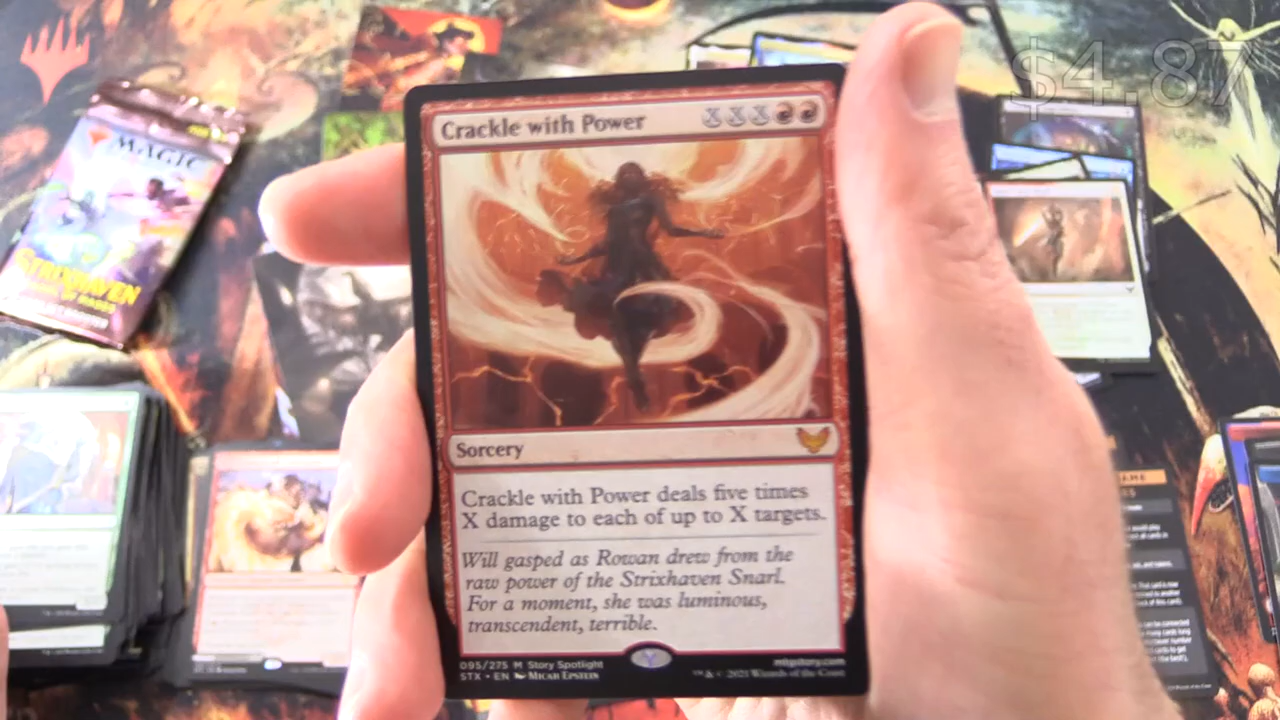 $4.87
MAGIC
STRIXHAVEN
Crackle with Power XXX
Sorcery
Crackle with Power deals five times
X damage to each of up to X targets.
Will gasped as Rowan drew from the
raw power of the Strixhaven Snarl.
For a moment, she was luminous,
transcendent, terrible.
095/275 M Story Spotlight
STX • EN Micah Epstein
mtgstory.com
™ & © 2021 Wizards of the Coast